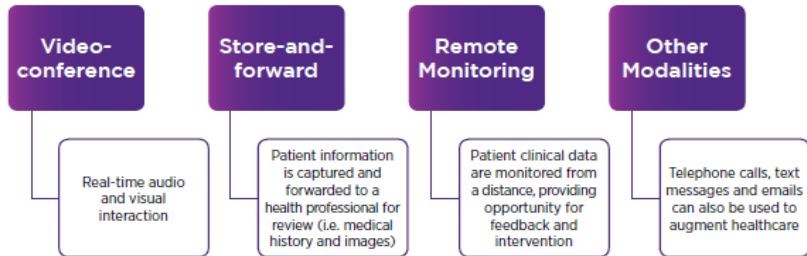 Video-
conference
Store-and-
forward
Remote
Monitoring
Other
Modalities
Real-time audio
and visual
interaction
Patient information
is captured and
forwarded to a
health professional for
review (i.e. medical
history and images)
Patient clinical data
are monitored from
a distance, providing
opportunity for
feedback and
intervention
Telephone calls, text
messages and emails
can also be used to
augment healthcare